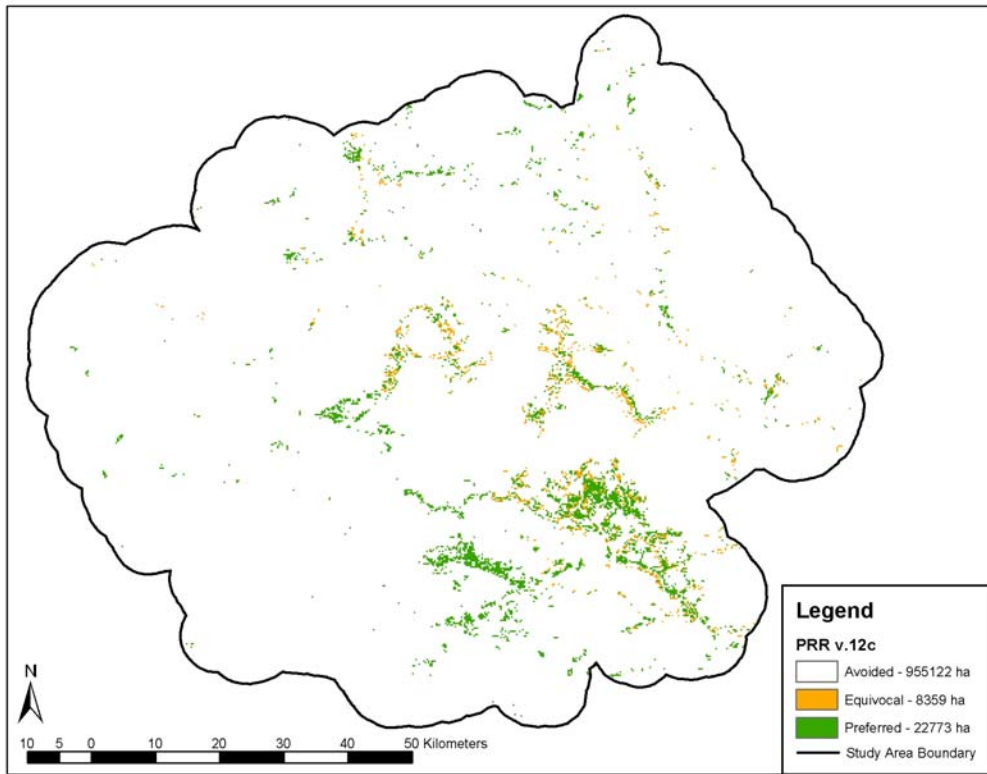 Legend
PRR v.12c
Avoided - 955122 ha
Equivocal - 8359 ha
Preferred - 22773 ha
Study Area Boundary
N
10 5 0 10 20 30 40 50 Kilometers